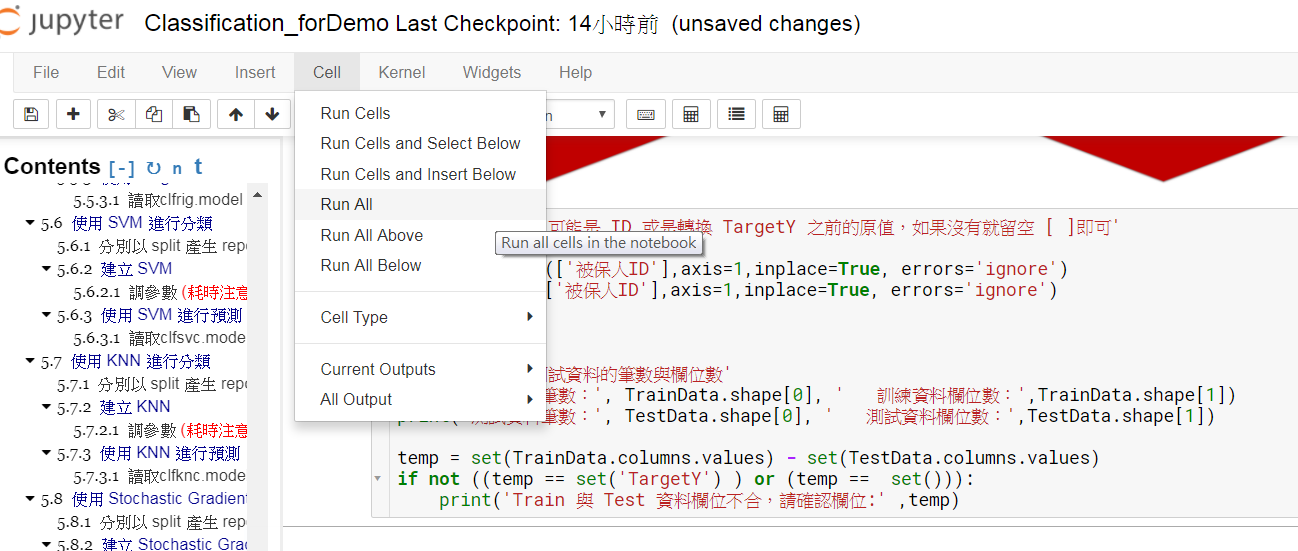 jupyter Classification_forDemo Last Checkpoint: 14小時前 (unsaved changes)
File Edit View Insert Cell Kernel Widgets Help
Run Cells
Run Cells and Select Below
Run Cells and Insert Below
Run All
Run All Above
Run All Below
Cell Type
Current Outputs
All Output
Run all cells in the notebook
Contents [-] ↻ n t
5.5.3.1 讀取clfrig.model
5.6 使用 SVM 進行分類
5.6.1 分別以 split 產生 repo
5.6.2 建立 SVM
5.6.2.1 調參數 (耗時注意
5.6.3 使用 SVM 進行預測
5.6.3.1 讀取clfsvc.mode
5.7 使用 KNN 進行分類
5.7.1 分別以 split 產生 repo
5.7.2 建立 KNN
5.7.2.1 調參數 (耗時注意
5.7.3 使用 KNN 進行預測
5.7.3.1 讀取clfknc.mode
5.8 使用 Stochastic Gradient
5.8.1 分別以 split 產生 repo
5.8.2 建立 Stochastic Grad
可能是 ID 或是轉換 TargetY 之前的原值，如果沒有就留空 [ ]即可'
(['被保人ID'],axis=1,inplace=True, errors='ignore')
['被保人ID'],axis=1,inplace=True, errors='ignore')
試資料的筆數與欄位數'
筆數：', TrainData.shape[0], ' 訓練資料欄位數：',TrainData.shape[1])
print('測試資料筆數：', TestData.shape[0], ' 測試資料欄位數：',TestData.shape[1])
temp = set(TrainData.columns.values) - set(TestData.columns.values)
if not ((temp == set('TargetY') ) or (temp == set())):
print('Train 與 Test 資料欄位不合，請確認欄位:' ,temp)